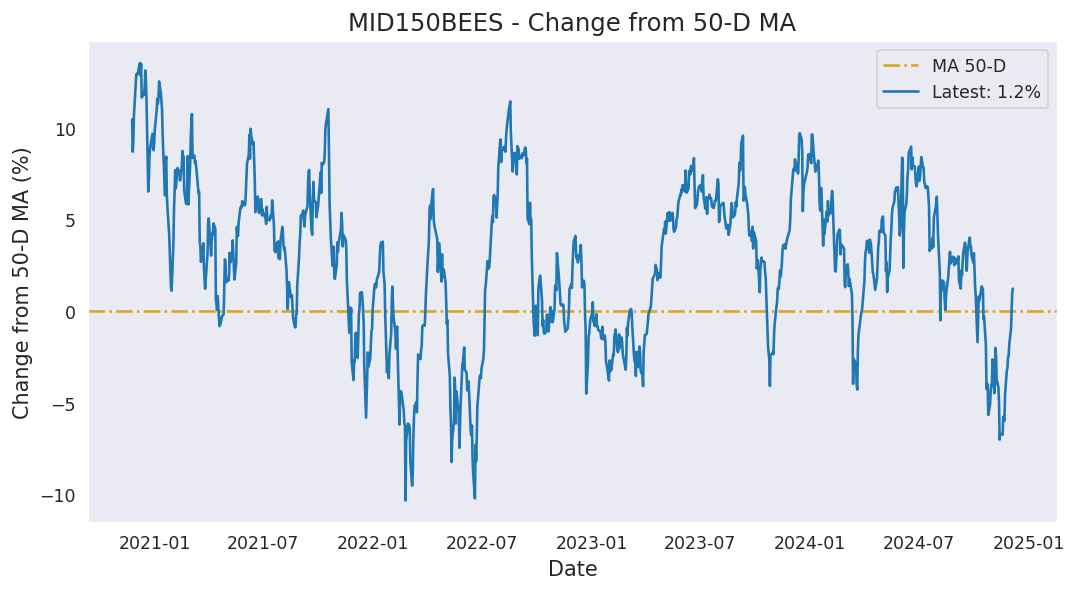 MID150BEES - Change from 50-D MA
MA 50-D
Latest: 1.2%
Change from 50-D MA (%)
10
5
0
−5
−10
2021-01 2021-07 2022-01 2022-07 2023-01 2023-07 2024-01 2024-07 2025-01
Date